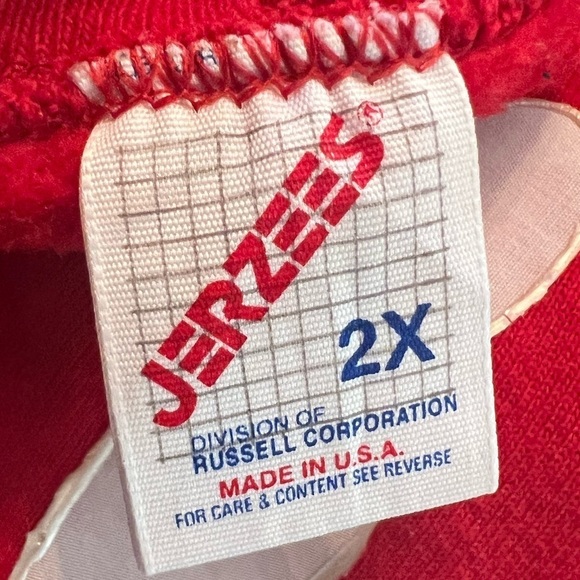 JERZEES®
2X
DIVISION OF
RUSSELL CORPORATION
MADE IN U.S.A.
FOR CARE & CONTENT SEE REVERSE